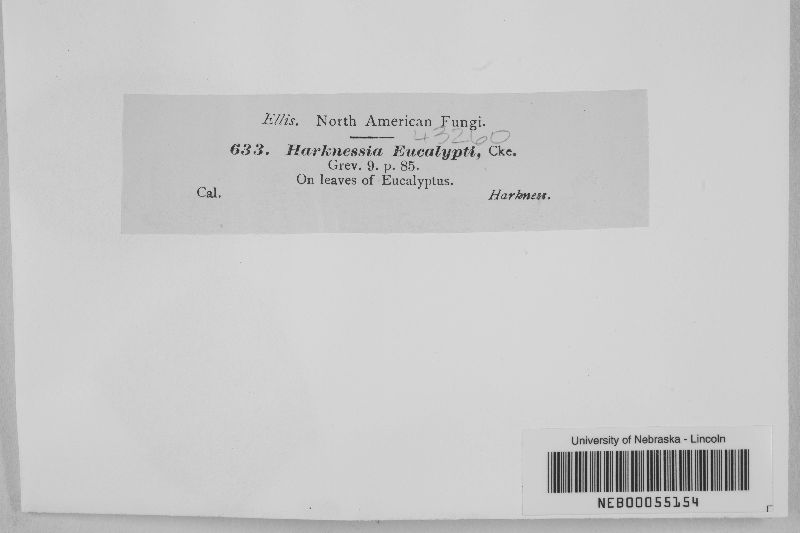 Ellis. North American Fungi.
43260
633. Harknessia Eucalypti, Cke.
Grev. 9. p. 85.
On leaves of Eucalyptus.
Cal. Harkness.
University of Nebraska - Lincoln
NEB00055154